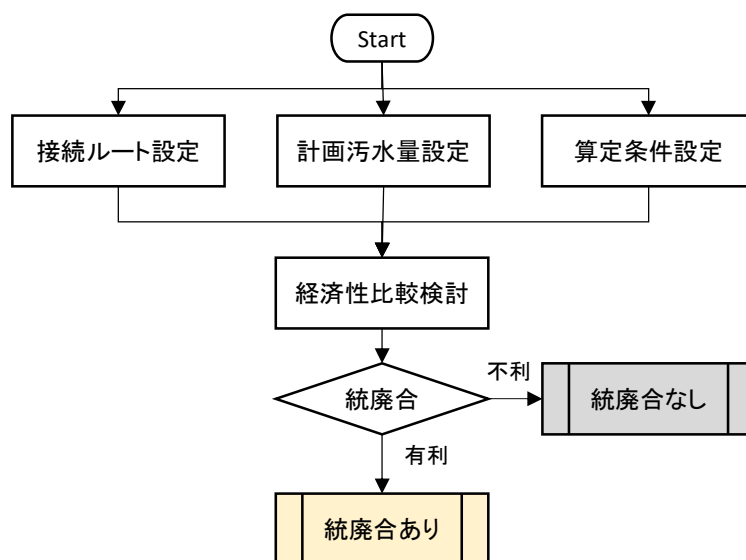 Start
接続ルート設定
計画汚水量設定
算定条件設定
経済性比較検討
統廃合
不利
統廃合なし
有利
統廃合あり